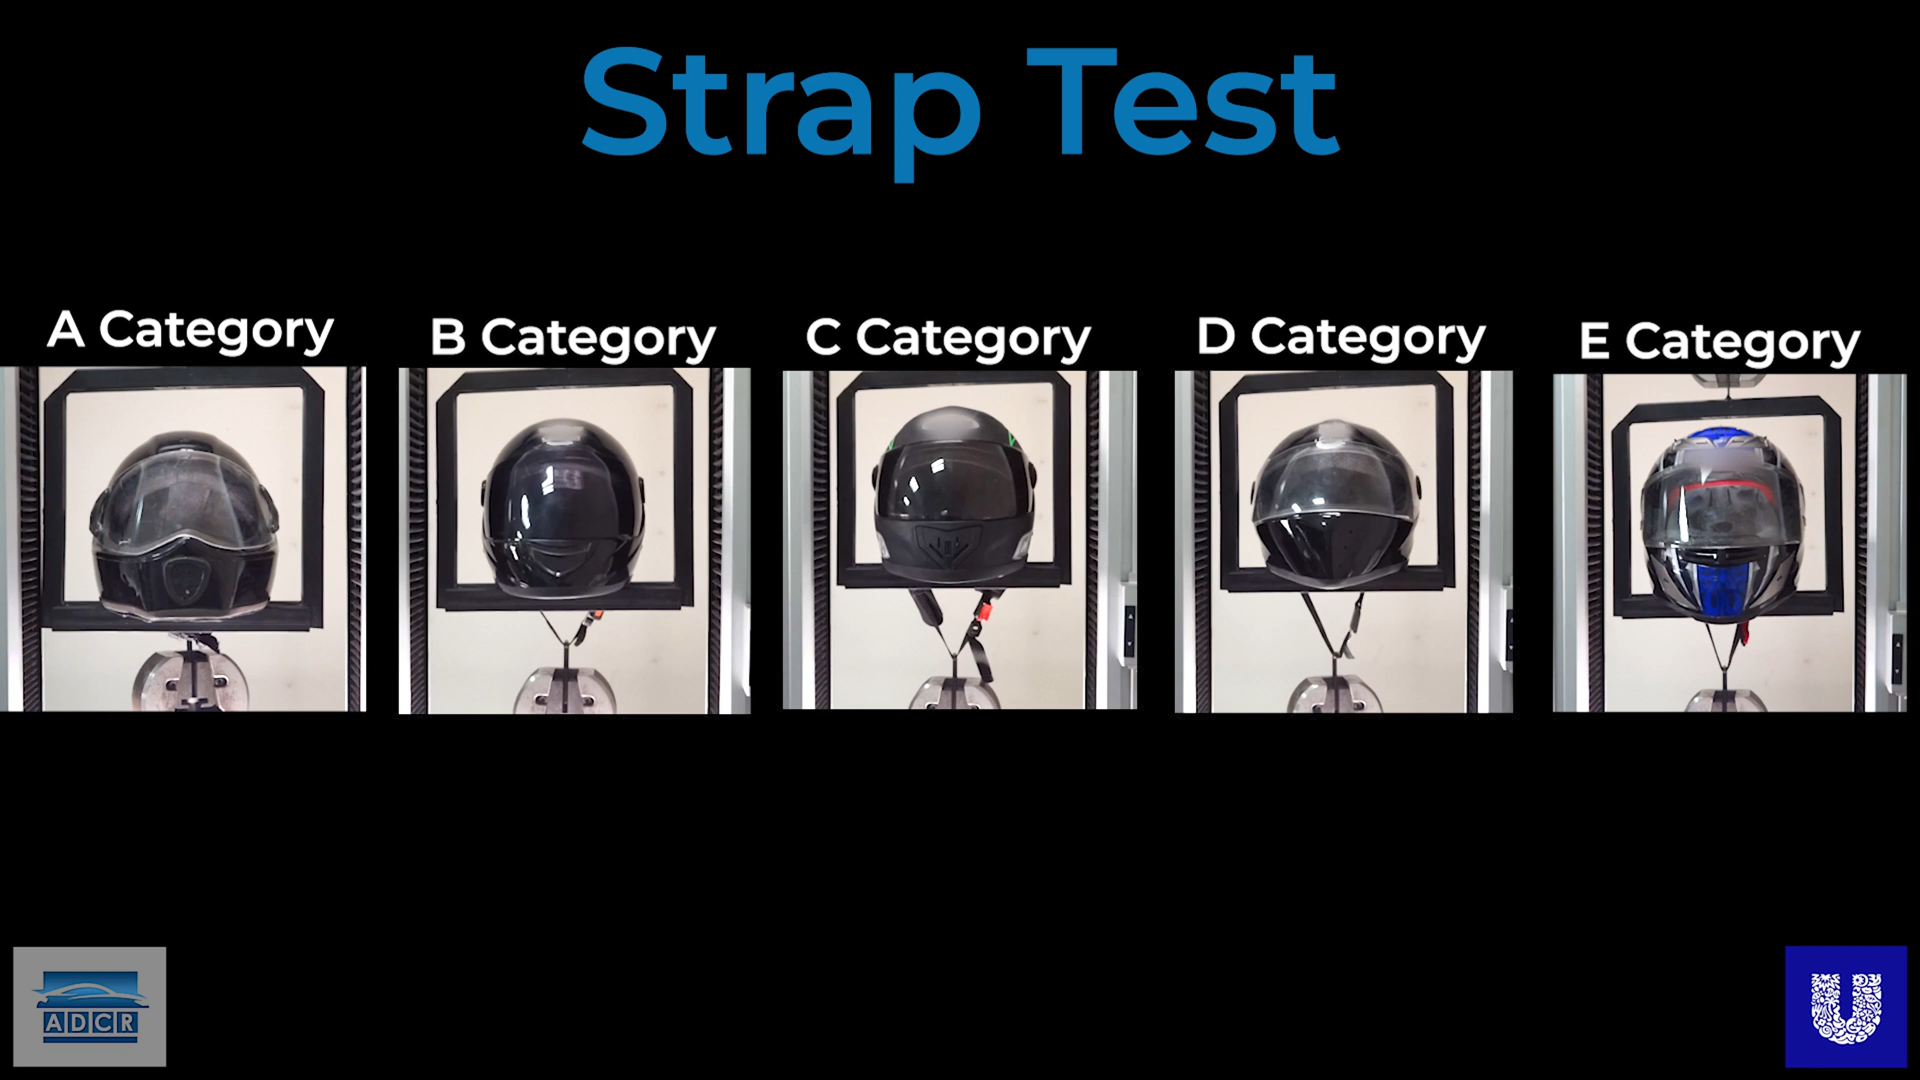 Strap Test
A Category
B Category
C Category
D Category
E Category
ADCR
U